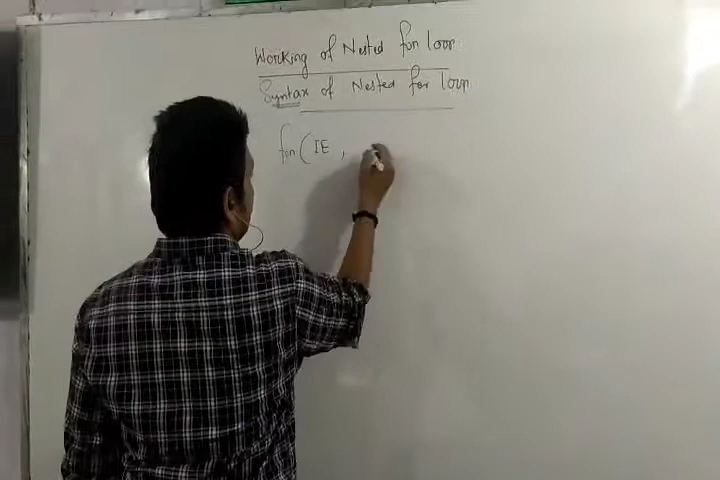 Working of Nested for loop
Syntax of Nested for loop
for (IE ,